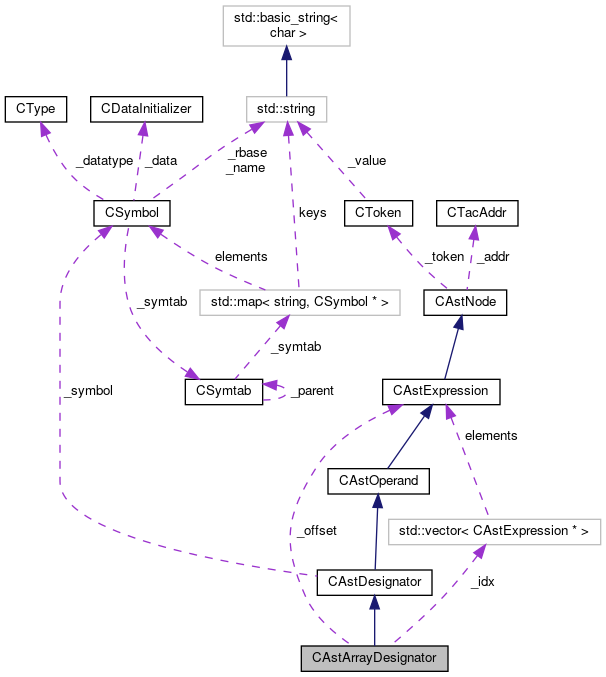 std::basic_string<
char >
CType
CDataInitializer
std::string
_datatype
_data
_rbase
_name
_value
CSymbol
keys
CToken
CTacAddr
elements
_token
_addr
_symtab
std::map< string, CSymbol * >
CAstNode
_symtab
_symbol
CSymtab
_parent
CAstExpression
elements
CAstOperand
_offset
std::vector< CAstExpression * >
CAstDesignator
_idx
CAstArrayDesignator